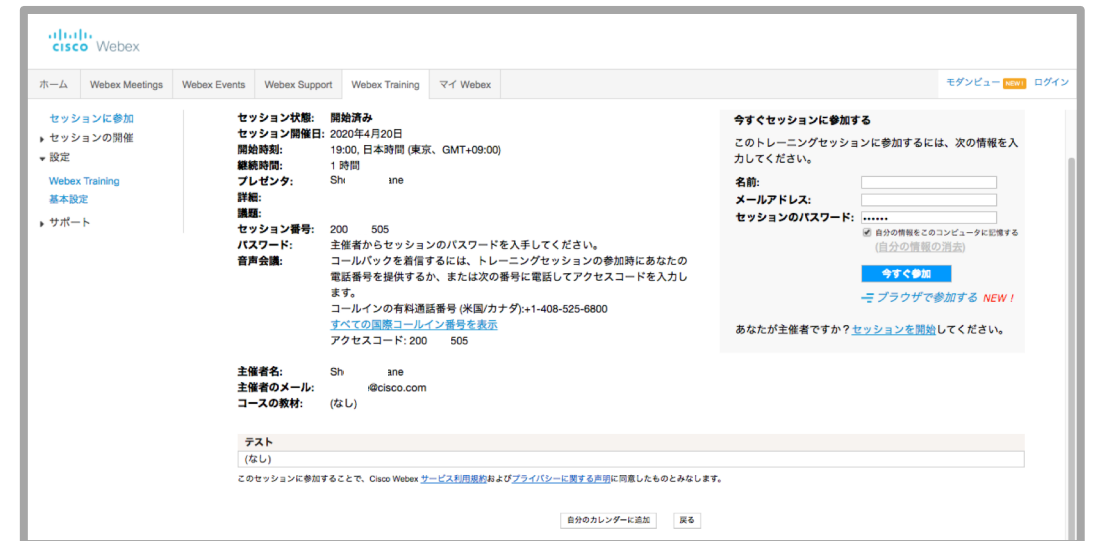 CISCO Webex
ホーム Webex Meetings Webex Events Webex Support Webex Training マイ Webex モダンビュー NEW! ログイン
セッションに参加
セッションの開催
設定
Webex Training
基本設定
サポート
セッション状態: 開始済み
セッション開催日: 2020年4月20日
開始時刻: 19:00, 日本時間 (東京、GMT+09:00)
継続時間: 1 時間
プレゼンタ: Sh ane
詳細:
議題:
セッション番号: 200 505
パスワード: 主催者からセッションのパスワードを入手してください。
音声会議: コールバックを着信するには、トレーニングセッションの参加時にあなたの
電話番号を提供するか、または次の番号に電話してアクセスコードを入力し
ます。
コールインの有料通話番号 (米国/カナダ):+1-408-525-6800
すべての国際コールイン番号を表示
アクセスコード: 200 505
主催者名: Sh ane
主催者のメール: @cisco.com
コースの教材: (なし)
テスト
(なし)
このセッションに参加することで、Cisco Webex サービス利用規約およびプライバシーに関する声明に同意したものとみなします。
自分のカレンダーに追加 戻る
今すぐセッションに参加する
このトレーニングセッションに参加するには、次の情報を入
力してください。
名前:
メールアドレス:
セッションのパスワード: ••••••
自分の情報をこのコンピュータに記憶する
(自分の情報の消去)
今すぐ参加
ブラウザで参加する NEW !
あなたが主催者ですか？セッションを開始してください。